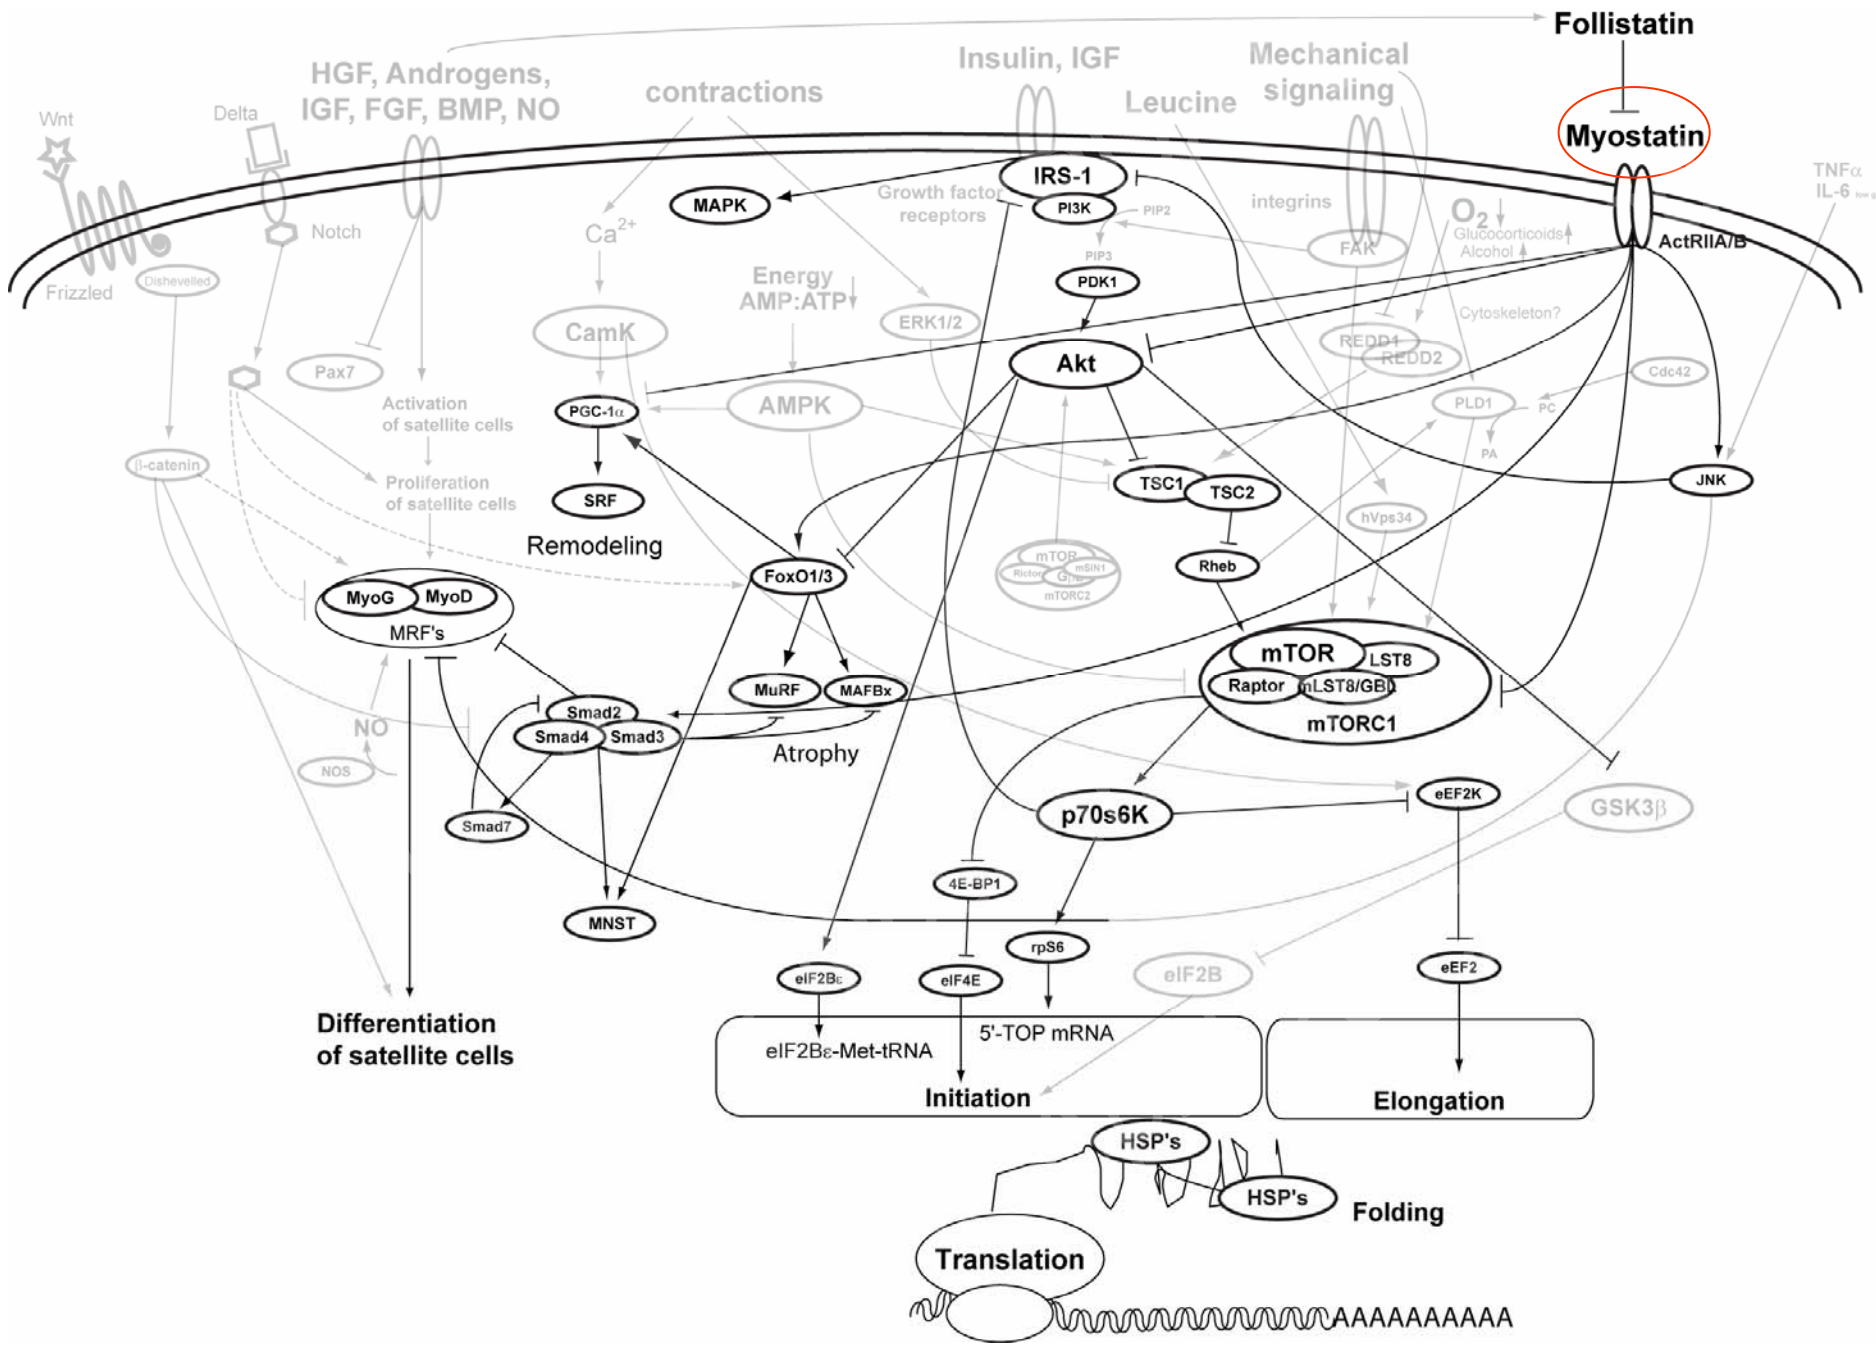 Follistatin
Myostatin
Insulin, IGF
Mechanical
signaling
HGF, Androgens,
IGF, FGF, BMP, NO
contractions
Leucine
Wnt
Delta
TNFα
IL-6
IRS-1
PI3K
MAPK
Growth factor
receptors
PIP2
integrins
O2
Glucocorticoids
Alcohol
ActRIIA/B
FAK
Notch
Ca2+
PIP3
Dishevelled
Frizzled
Energy
AMP:ATP
PDK1
ERK1/2
Cytoskeleton?
CamK
REDD1
REDD2
Pax7
Akt
Cdc42
PGC-1α
AMPK
Activation
of satellite cells
PLD1
PC
PA
β-catenin
Proliferation
of satellite cells
SRF
TSC1
TSC2
JNK
hVps34
Remodeling
mTOR
Rictor
GβL
mSIN1
mTORC2
Rheb
FoxO1/3
MyoG
MyoD
MRF's
mTOR
LST8
Raptor
mLST8/GBL
mTORC1
MuRF
MAFBx
Smad2
Smad4
Smad3
NO
Atrophy
NOS
eEF2K
GSK3β
p70s6K
Smad7
4E-BP1
MNST
rpS6
eIF2Bε
eIF4E
eIF2B
eEF2
Differentiation
of satellite cells
5'-TOP mRNA
eIF2Bε-Met-tRNA
Initiation
Elongation
HSP's
HSP's
Folding
Translation
AAAAAAAAAA